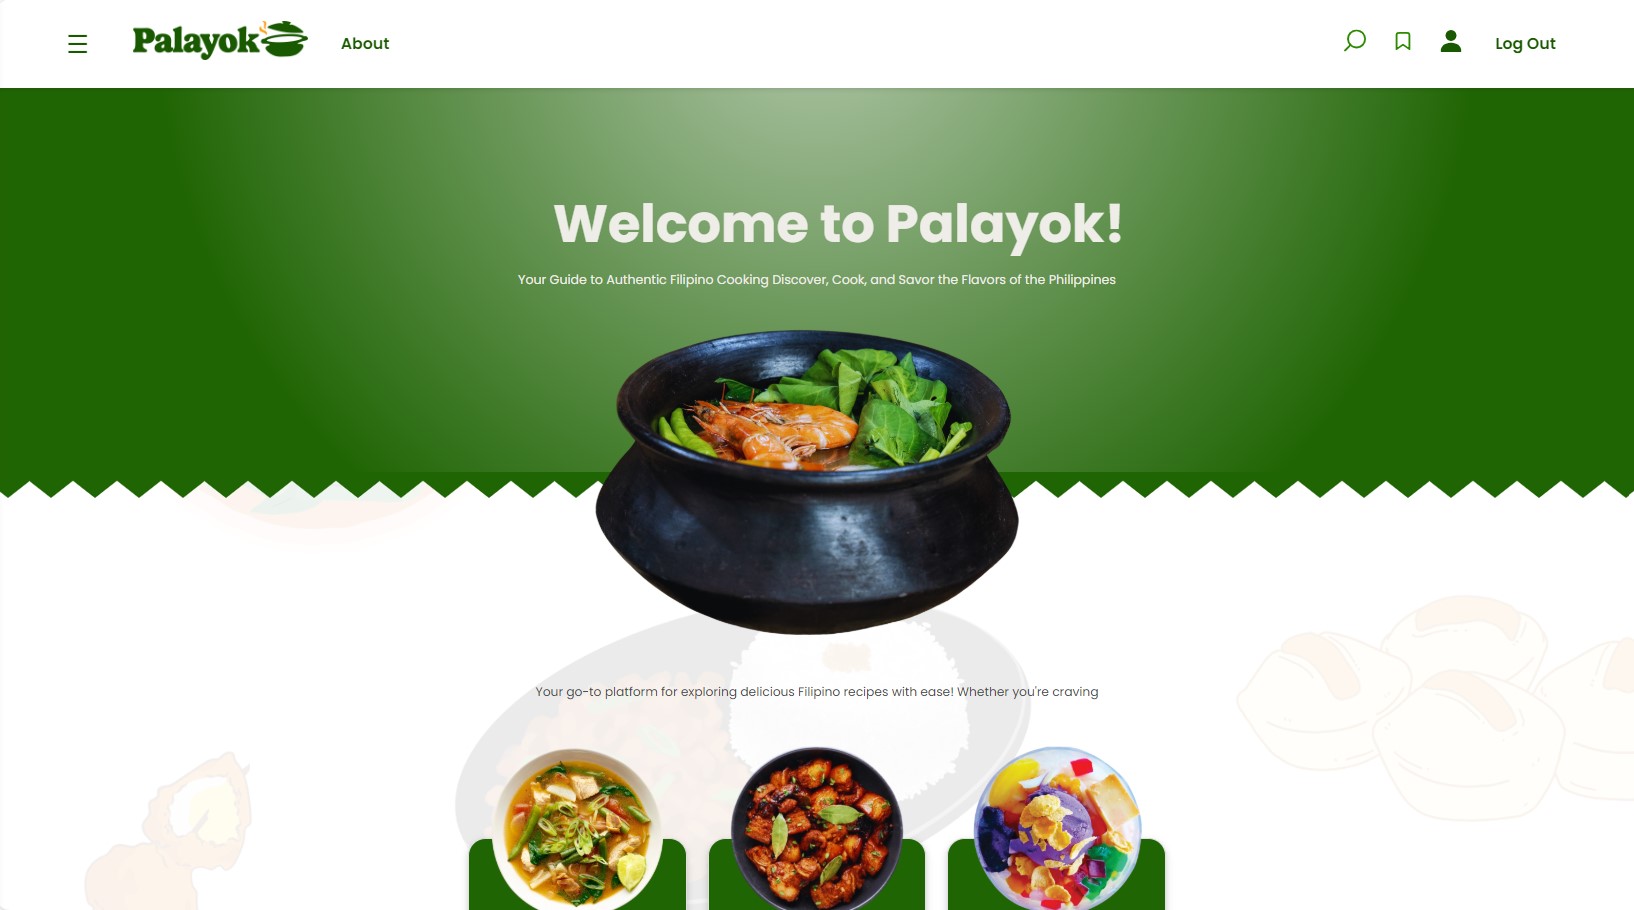 Palayok
About
Log Out
Welcome to Palayok!
Your Guide to Authentic Filipino Cooking Discover, Cook, and Savor the Flavors of the Philippines
Your go-to platform for exploring delicious Filipino recipes with ease! Whether you're craving